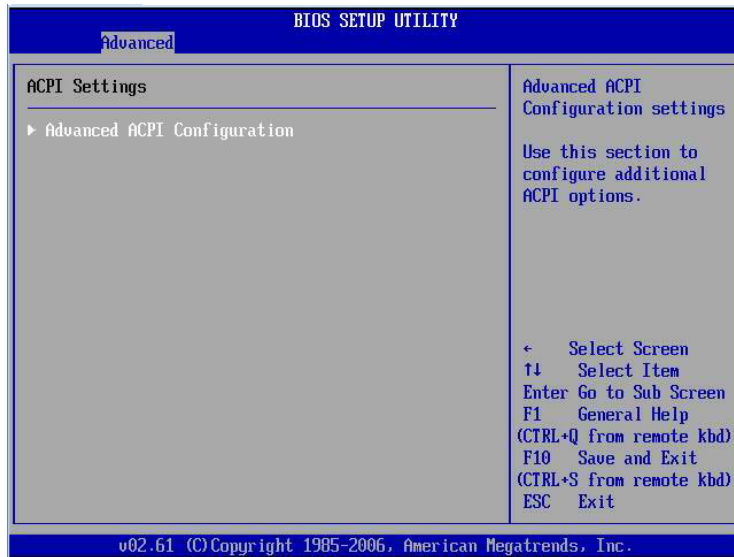 BIOS SETUP UTILITY
Advanced
ACPI Settings
▶ Advanced ACPI Configuration
Advanced ACPI
Configuration settings
Use this section to
configure additional
ACPI options.
← Select Screen
↑↓ Select Item
Enter Go to Sub Screen
F1 General Help
(CTRL+Q from remote kbd)
F10 Save and Exit
(CTRL+S from remote kbd)
ESC Exit
v02.61 (C)Copyright 1985-2006, American Megatrends, Inc.